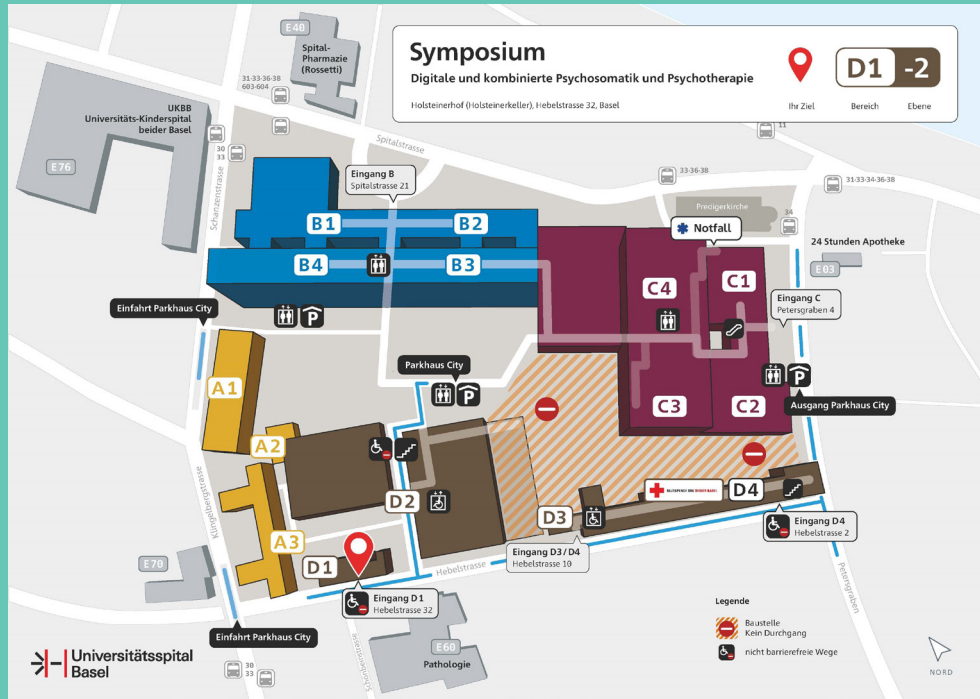 Symposium
Digitale und kombinierte Psychosomatik und Psychotherapie
Holsteinerhof (Holsteinerkeller), Hebelstrasse 32, Basel
Ihr Ziel
D1 -2
Bereich Ebene
E40
Spital-
Pharmazie
(Rossetti)
31-33-36-38
603-604
UKBB
Universitäts-Kinderspital
beider Basel
E76
30
33
Schanzenstrasse
Spitalstrasse
11
33-36-38
31-33-34-36-38
34
Eingang B
Spitalstrasse 21
Predigerkirche
Notfall
24 Stunden Apotheke
E03
B1
B2
B4
B3
C4
C1
Eingang C
Petersgraben 4
Einfahrt Parkhaus City
P
Parkhaus City
P
A1
C3
C2
P
Ausgang Parkhaus City
A2
D2
D4
D3
A3
D1
Klingelbergstrasse
Eingang D4
Hebelstrasse 2
Eingang D3/D4
Hebelstrasse 10
Hebelstrasse
E70
Eingang D1
Hebelstrasse 32
Petersgraben
Einfahrt Parkhaus City
E60
Pathologie
30
33
Legende
Baustelle
Kein Durchgang
nicht barrierefreie Wege
Universitätsspital
Basel
NORD